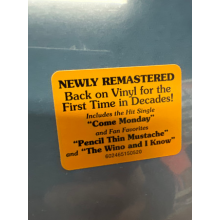 NEWLY REMASTERED
Back on Vinyl for the
First Time in Decades!
Includes the Hit Single
"Come Monday"
and Fan Favorites
"Pencil Thin Mustache"
and "The Wino and I Know"